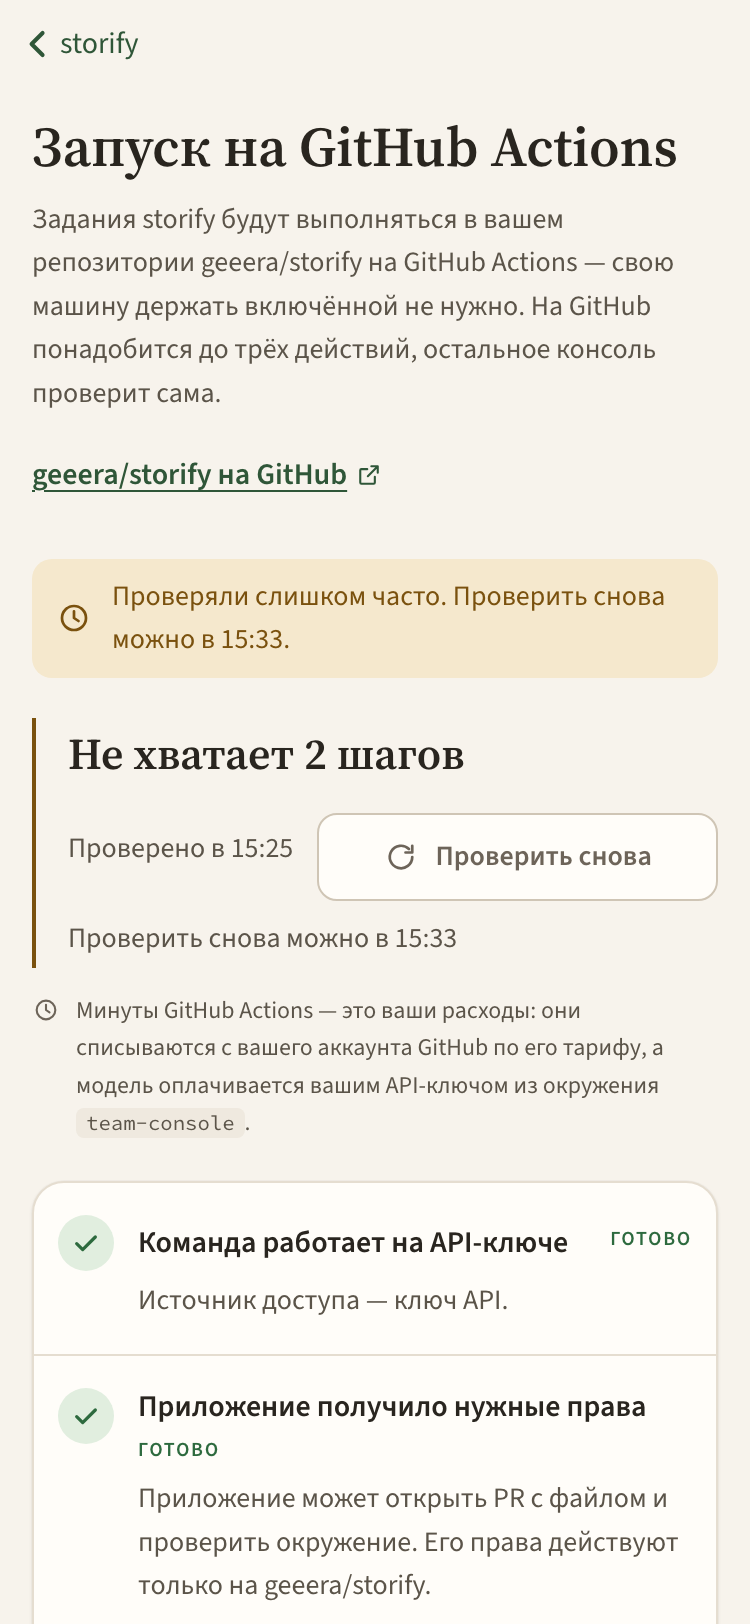 storify
Запуск на GitHub Actions
Задания storify будут выполняться в вашем
репозитории geeera/storify на GitHub Actions — свою
машину держать включённой не нужно. На GitHub
понадобится до трёх действий, остальное консоль
проверит сама.
geeera/storify на GitHub
Проверяли слишком часто. Проверить снова
можно в 15:33.
Не хватает 2 шагов
Проверено в 15:25
Проверить снова
Проверить снова можно в 15:33
Минуты GitHub Actions — это ваши расходы: они
списываются с вашего аккаунта GitHub по его тарифу, а
модель оплачивается вашим API-ключом из окружения
team-console.
Команда работает на API-ключе
ГОТОВО
Источник доступа — ключ API.
Приложение получило нужные права
ГОТОВО
Приложение может открыть PR с файлом и
проверить окружение. Его права действуют
только на geeera/storify.